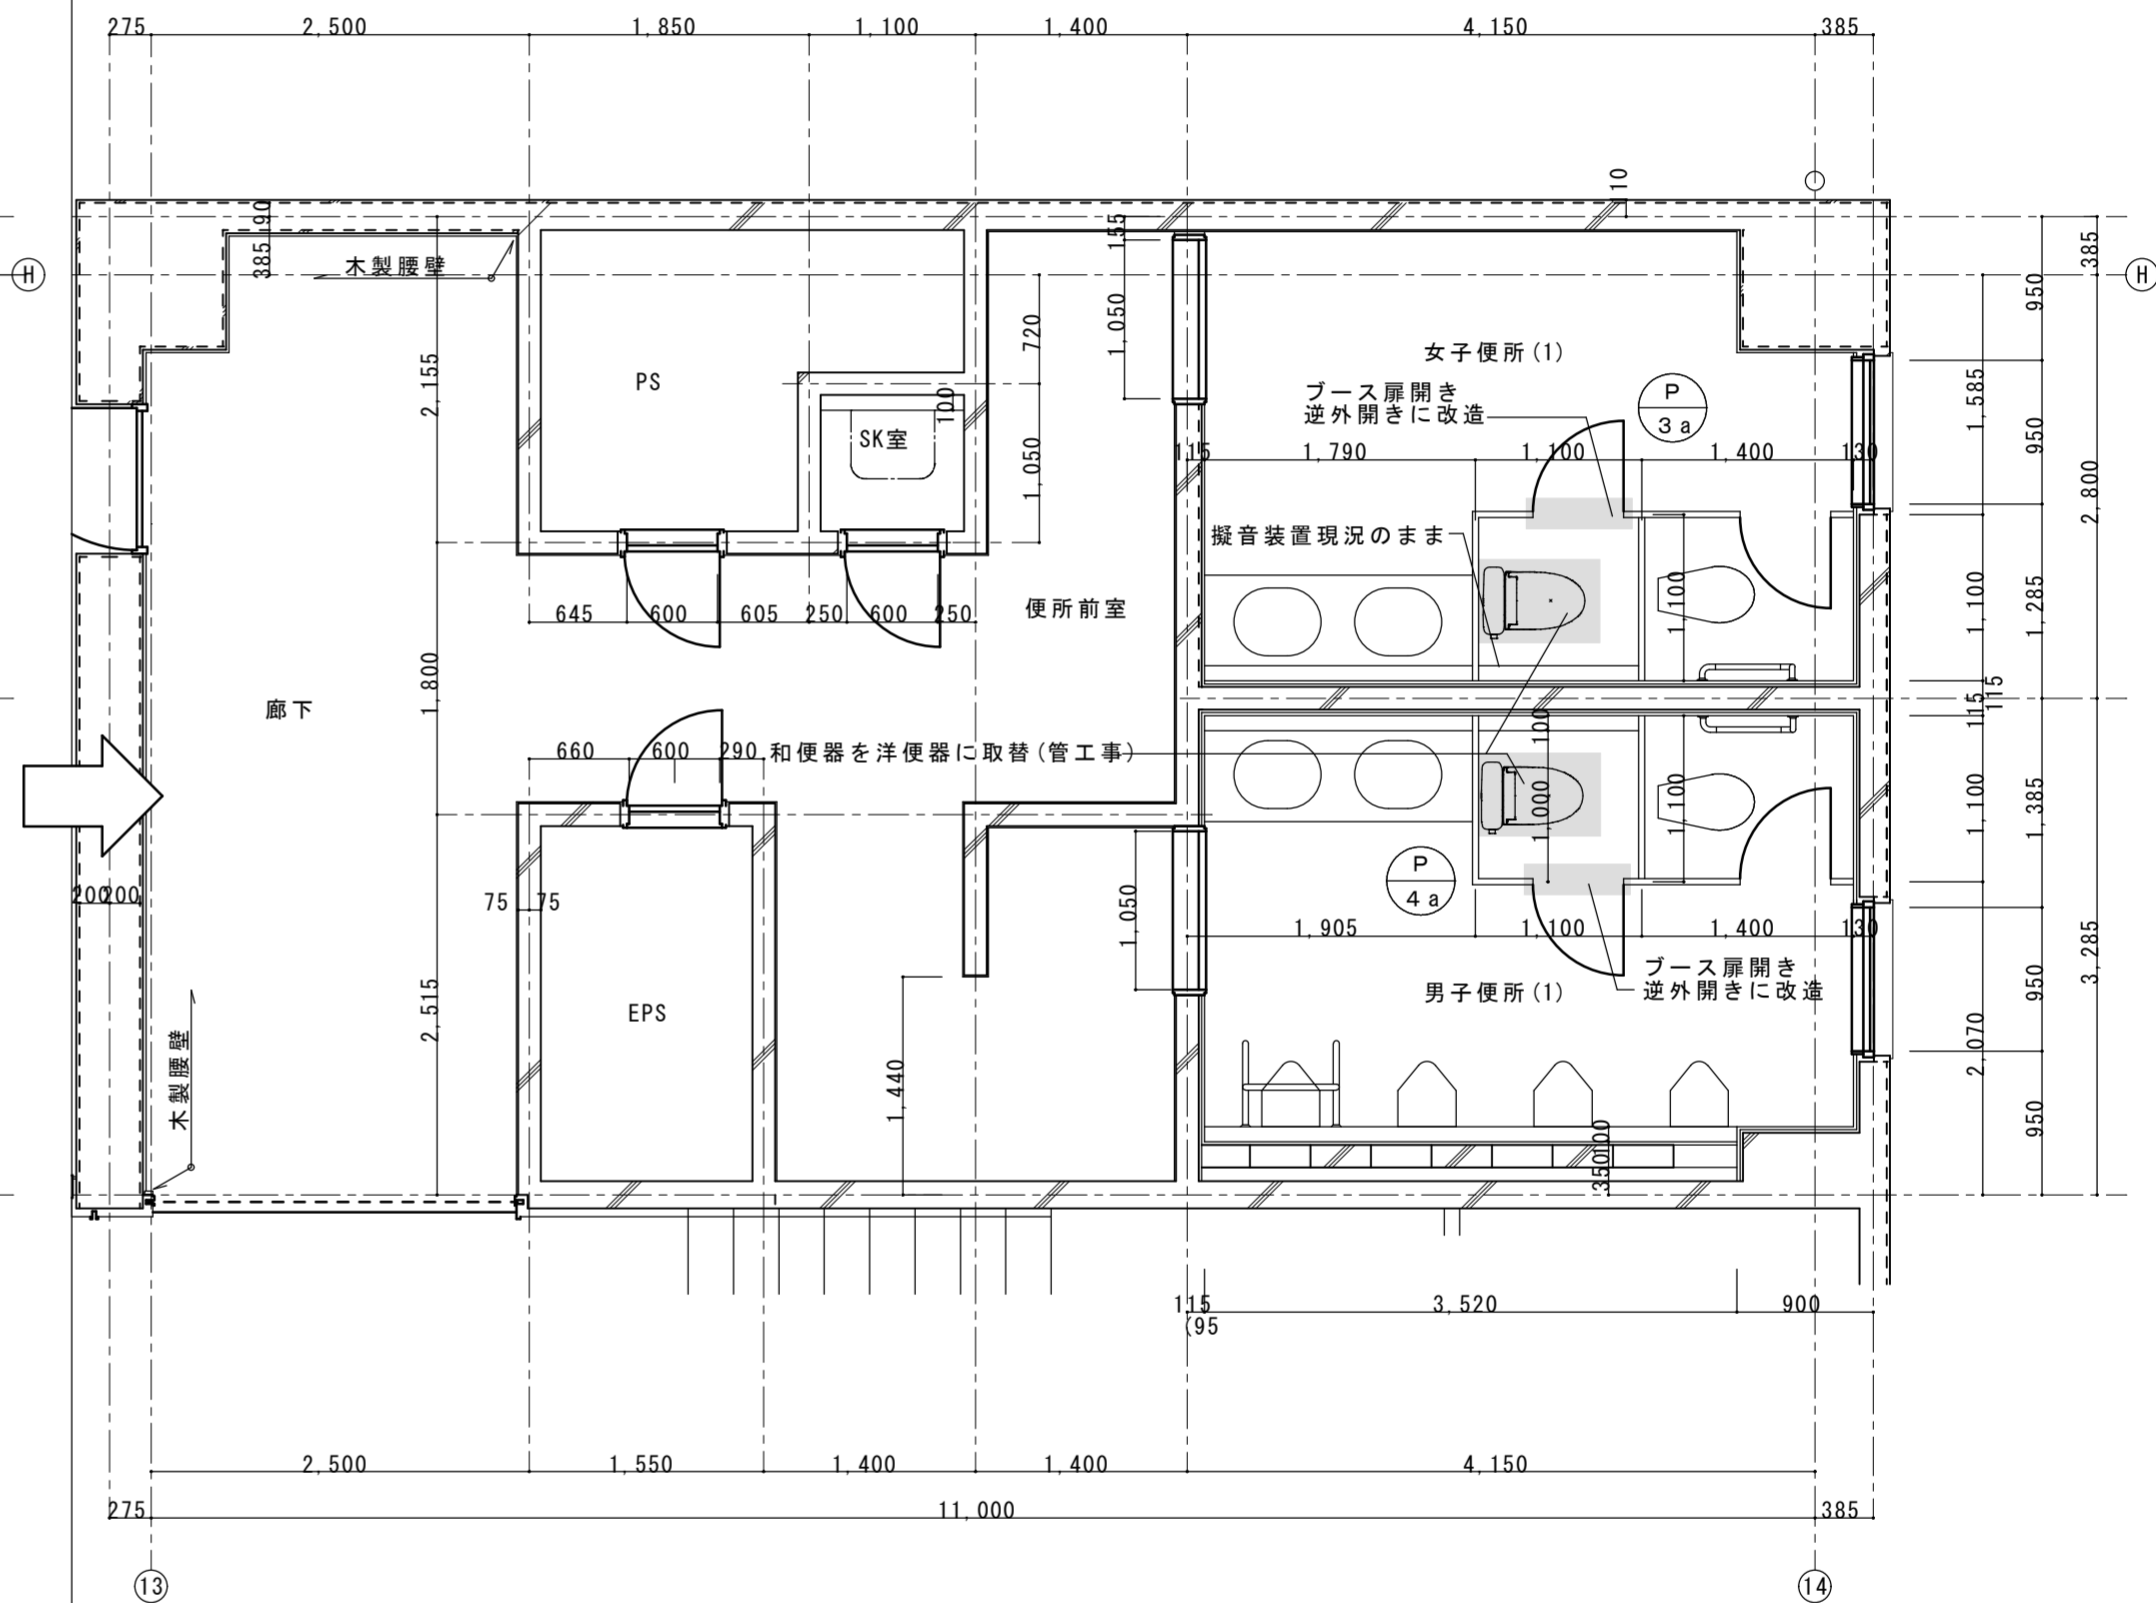 275 2,500 1,850 1,100 1,400 4,150 385
110
90
385
木製腰壁
H
H
155
1,050
720
385
950
2,155
PS
100
SK室
1,050
女子便所(1)
ブース扉開き
逆外開きに改造
P
3a
1,585
950
2,800
115 1,790 1,100 1,400 130
擬音装置現況のまま
645 600 605 250 600 250
便所前室
1,100
1,100
1,285
1,800
廊下
115
115
660 600 290
和便器を洋便器に取替(管工事)
100
1,000
1,100
1,100
1,385
P
4a
200 200
75 75
1,050
1,905 1,100 1,400 130
ブース扉開き
逆外開きに改造
男子便所(1)
950
3,285
2,515
EPS
木製腰壁
1,440
2,070
950
100
350
115 3,520 900
(95
2,500 1,550 1,400 1,400 4,150
275 11,000 385
13
14